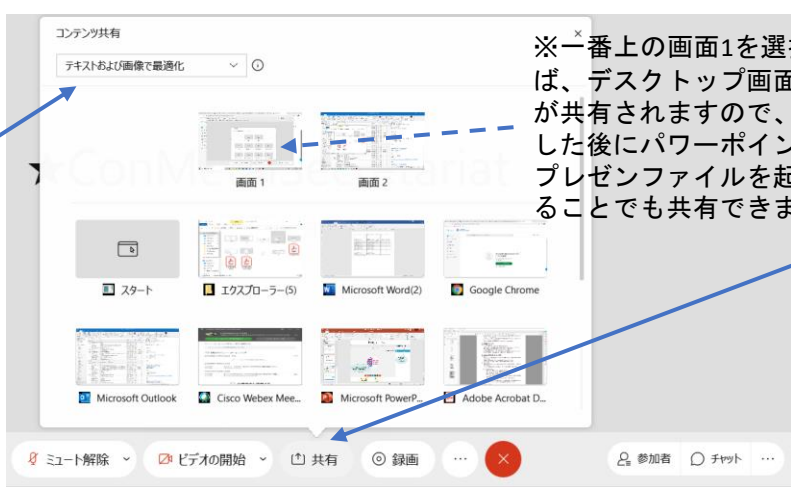 コンテンツ共有
×
テキストおよび画像で最適化
※一番上の画面1を選
ば、デスクトップ画面
が共有されますので、
した後にパワーポイン
プレゼンファイルを起
ることでも共有できま
画面 1
画面 2
スタート
エクスプローラー(5)
Microsoft Word(2)
Google Chrome
Microsoft Outlook
Cisco Webex Mee...
Microsoft PowerP...
Adobe Acrobat D...
ミュート解除
ビデオの開始
共有
録画
...
×
参加者
チャット
...